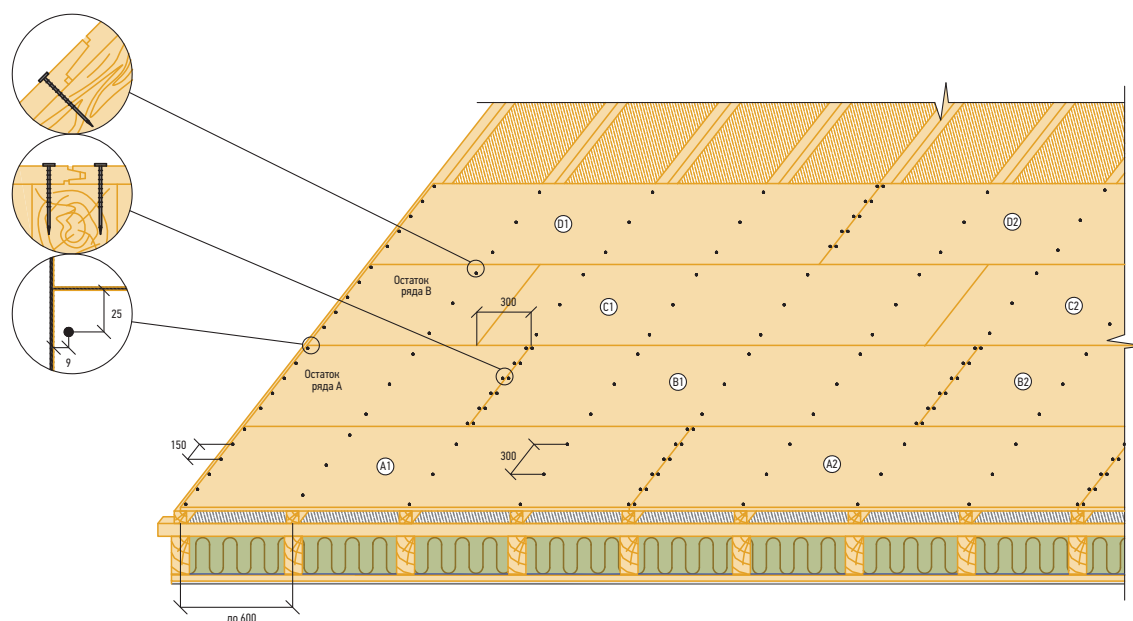 D1
D2
Остаток
ряда В
300
C1
C2
25
9
Остаток
ряда А
B1
B2
150
300
A1
A2
до 600